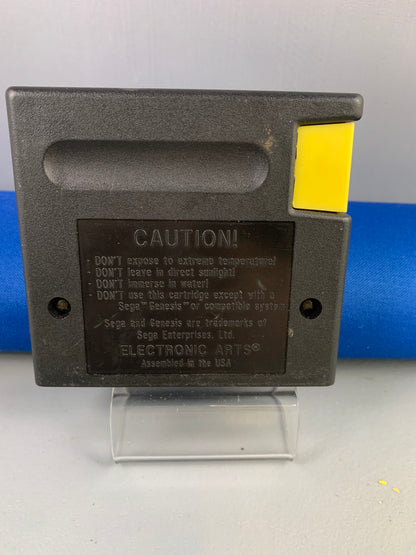 CAUTION!
- DON'T expose to extreme temperature!
- DON'T leave in direct sunlight!
- DON'T immerse in water!
- DON'T use this cartridge except with a
Sega™ Genesis™ or compatible system.
Sega and Genesis are trademarks of
Sega Enterprises, Ltd.
ELECTRONIC ARTS®
Assembled in the USA